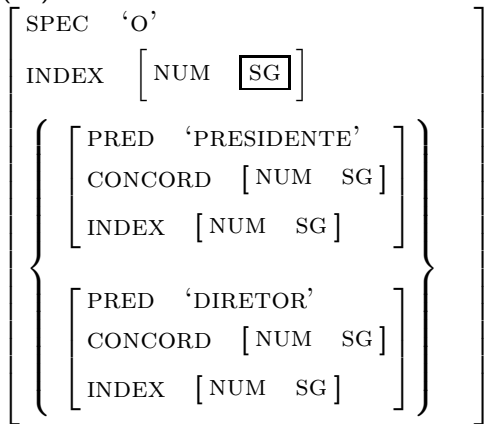 SPEC ‘O’
INDEX [NUM SG]
PRED ‘PRESIDENTE’
CONCORD [NUM SG]
INDEX [NUM SG]
PRED ‘DIRETOR’
CONCORD [NUM SG]
INDEX [NUM SG]